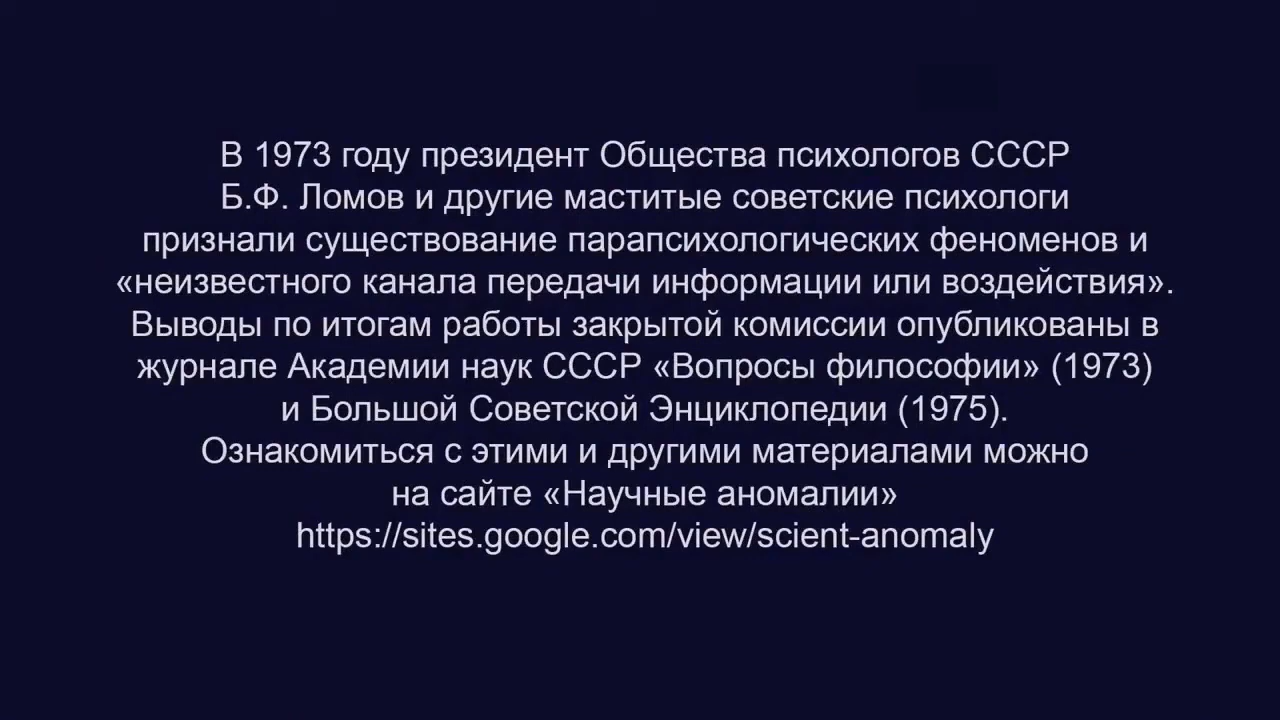 В 1973 году президент Общества психологов СССР
Б.Ф. Ломов и другие маститые советские психологи
признали существование парапсихологических феноменов и
«неизвестного канала передачи информации или воздействия».
Выводы по итогам работы закрытой комиссии опубликованы в
журнале Академии наук СССР «Вопросы философии» (1973)
и Большой Советской Энциклопедии (1975).
Ознакомиться с этими и другими материалами можно
на сайте «Научные аномалии»
https://sites.google.com/view/scient-anomaly